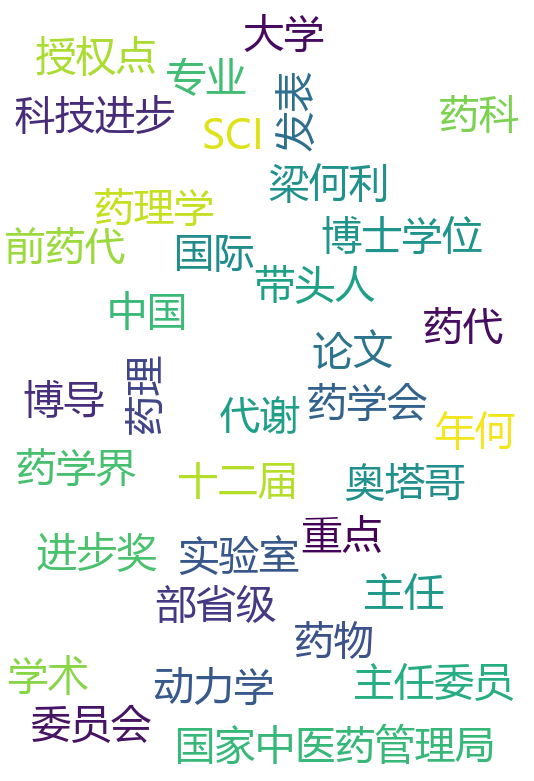 大学
授权点
专业
发表
科技进步
SCI
药科
梁何利
药理学
博士学位
前药代
国际
带头人
中国
药代
论文
药理
博导
代谢
药学会
年何
药学界
十二届
奥塔哥
重点
进步奖
实验室
主任
部省级
药物
学术
动力学
主任委员
委员会
国家中医药管理局